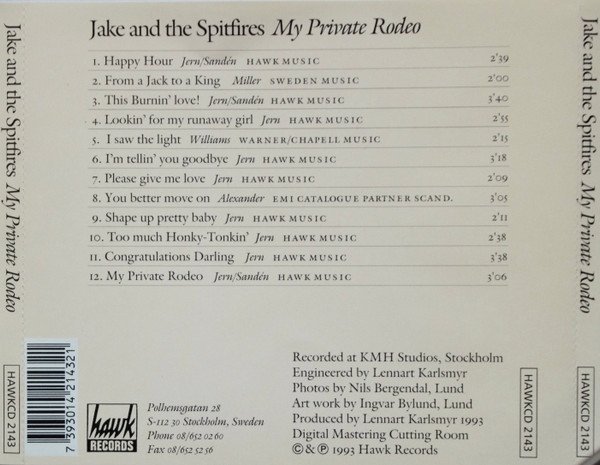 Jake and the Spitfires My Private Rodeo
Jake and the Spitfires My Private Rodeo
1. Happy Hour Jern/Sandén HAWK MUSIC 2'39
2. From a Jack to a King Miller SWEDEN MUSIC 2'00
3. This Burnin' love! Jern/Sandén HAWK MUSIC 3'40
4. Lookin' for my runaway girl Jern HAWK MUSIC 2'55
5. I saw the light Williams WARNER/CHAPELL MUSIC 2'15
6. I'm tellin' you goodbye Jern HAWK MUSIC 3'18
7. Please give me love Jern HAWK MUSIC 2'09
8. You better move on Alexander EMI CATALOGUE PARTNER SCAND. 3'05
9. Shape up pretty baby Jern HAWK MUSIC 2'11
10. Too much Honky-Tonkin' Jern HAWK MUSIC 2'38
11. Congratulations Darling Jern HAWK MUSIC 3'38
12. My Private Rodeo Jern/Sandén HAWK MUSIC 3'06
HAWKCD 2143
7 393014 214321
hawk
RECORDS
Polhemsgatan 28
S-112 30 Stockholm, Sweden
Phone 08/652 02 60
Fax 08/652 52 56
Recorded at KMH Studios, Stockholm
Engineered by Lennart Karlsmyr
Photos by Nils Bergendal, Lund
Art work by Ingvar Bylund, Lund
Produced by Lennart Karlsmyr 1993
Digital Mastering Cutting Room
© & ℗ 1993 Hawk Records
HAWKCD 2143
Jake and the Spitfires My Private Rodeo
HAWKCD 2143